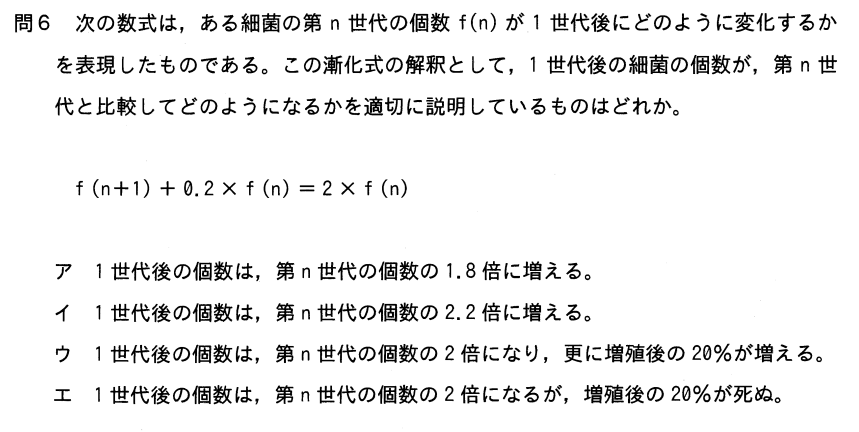 問6 次の数式は，ある細菌の第 n 世代の個数 f(n) が 1 世代後にどのように変化するか
を表現したものである。この漸化式の解釈として，1 世代後の細菌の個数が，第 n 世
代と比較してどのようになるかを適切に説明しているものはどれか。
f(n+1) + 0.2 × f(n) = 2 × f(n)
ア 1 世代後の個数は，第 n 世代の個数の 1.8 倍に増える。
イ 1 世代後の個数は，第 n 世代の個数の 2.2 倍に増える。
ウ 1 世代後の個数は，第 n 世代の個数の 2 倍になり，更に増殖後の 20％が増える。
エ 1 世代後の個数は，第 n 世代の個数の 2 倍になるが，増殖後の 20％が死ぬ。